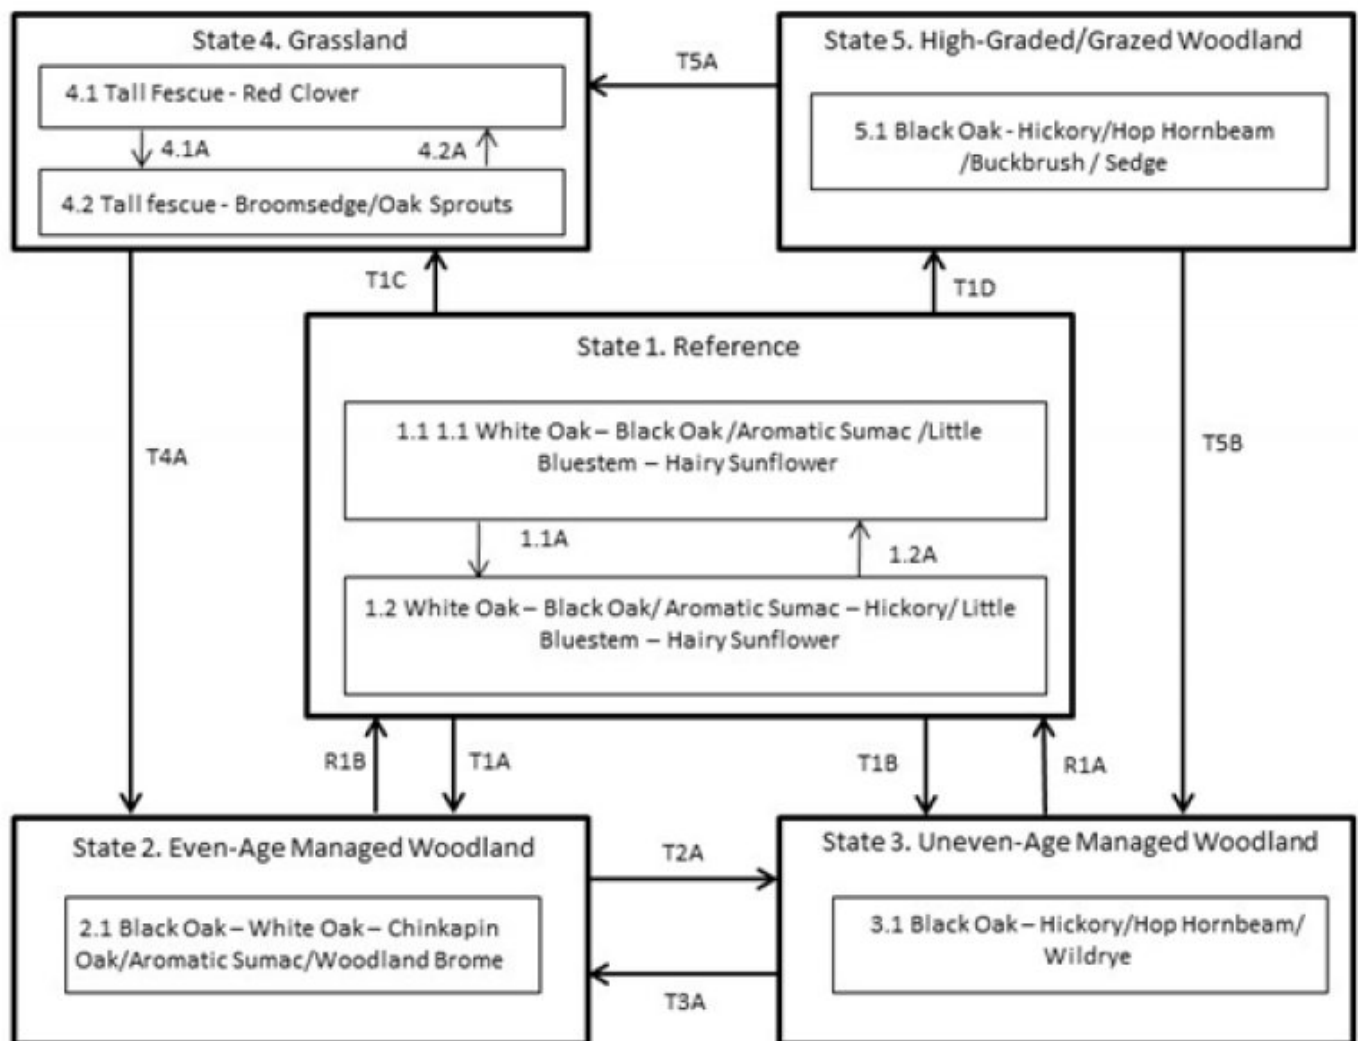 State 4. Grassland
4.1 Tall Fescue - Red Clover
4.1A
4.2A
4.2 Tall fescue - Broomsedge/Oak Sprouts
T5A
State 5. High-Graded/Grazed Woodland
5.1 Black Oak - Hickory/Hop Hornbeam
/Buckbrush / Sedge
T1C
T1D
State 1. Reference
1.1 1.1 White Oak – Black Oak /Aromatic Sumac /Little
Bluestem – Hairy Sunflower
1.1A
1.2A
1.2 White Oak – Black Oak/ Aromatic Sumac – Hickory/ Little
Bluestem – Hairy Sunflower
T4A
T5B
R1B
T1A
T1B
R1A
State 2. Even-Age Managed Woodland
2.1 Black Oak – White Oak – Chinkapin
Oak/Aromatic Sumac/Woodland Brome
T2A
T3A
State 3. Uneven-Age Managed Woodland
3.1 Black Oak – Hickory/Hop Hornbeam/
Wildrye